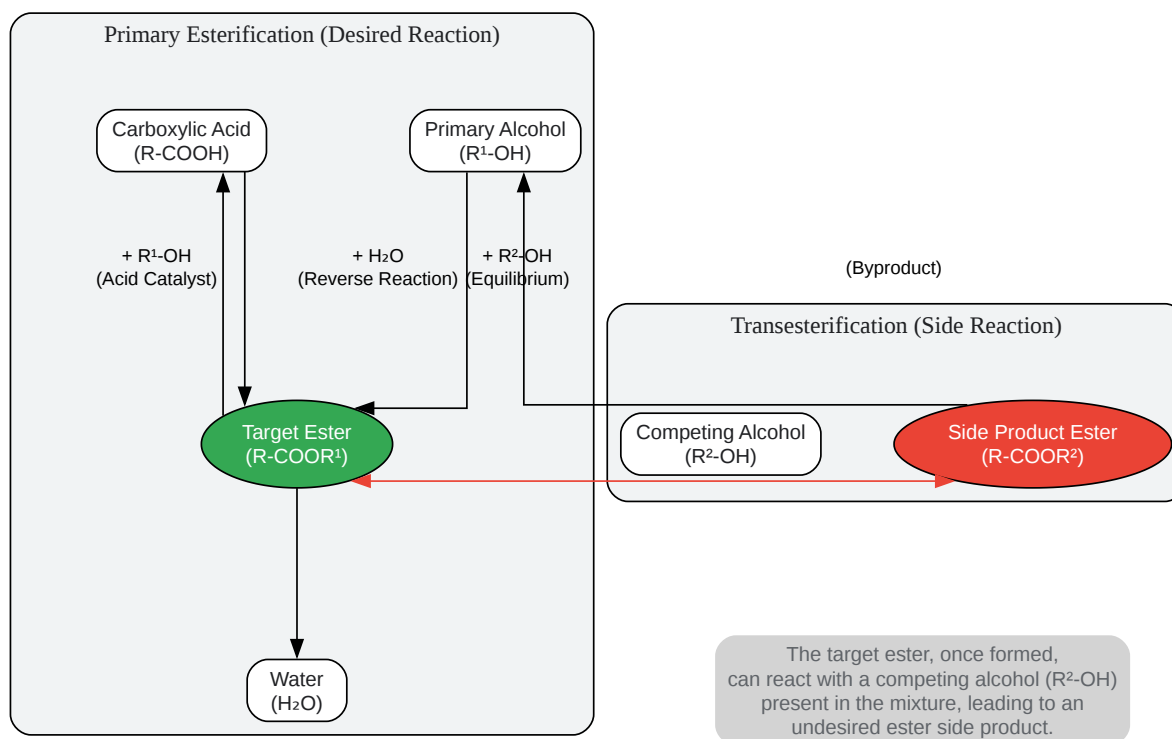 Primary Esterification (Desired Reaction)
Carboxylic Acid
(R-COOH)
Primary Alcohol
(R¹-OH)
+ R¹-OH
(Acid Catalyst)
+ H₂O
(Reverse Reaction)
+ R²-OH
(Equilibrium)
(Byproduct)
Transesterification (Side Reaction)
Target Ester
(R-COOR¹)
Competing Alcohol
(R²-OH)
Side Product Ester
(R-COOR²)
Water
(H₂O)
The target ester, once formed,
can react with a competing alcohol (R²-OH)
present in the mixture, leading to an
undesired ester side product.